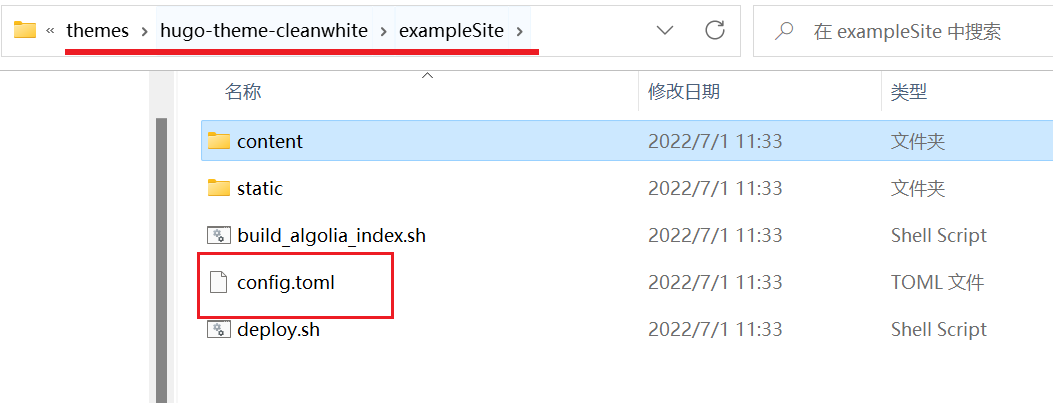 « themes > hugo-theme-cleanwhite > exampleSite > 在 exampleSite 中搜索
名称 修改日期 类型
content 2022/7/1 11:33 文件夹
static 2022/7/1 11:33 文件夹
build_algolia_index.sh 2022/7/1 11:33 Shell Script
config.toml 2022/7/1 11:33 TOML 文件
deploy.sh 2022/7/1 11:33 Shell Script